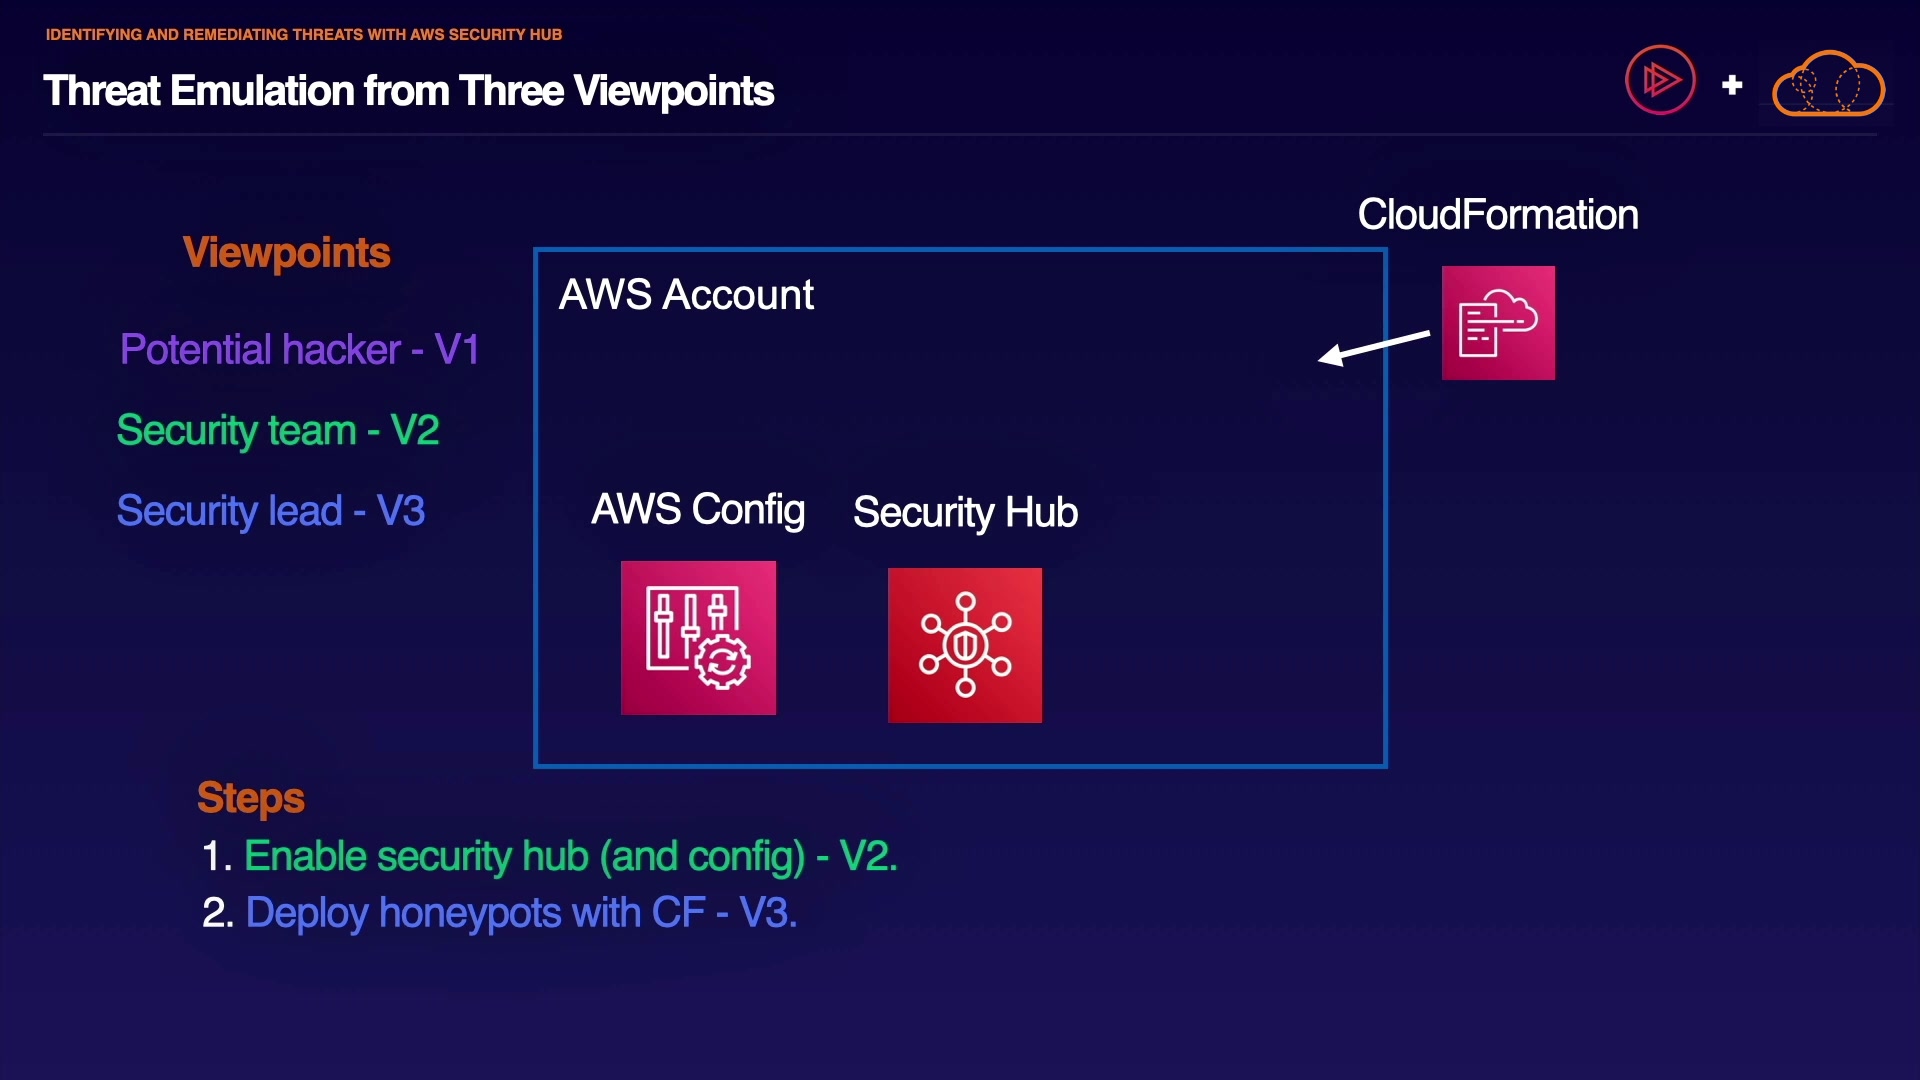 IDENTIFYING AND REMEDIATING THREATS WITH AWS SECURITY HUB
Threat Emulation from Three Viewpoints
Viewpoints
Potential hacker - V1
Security team - V2
Security lead - V3
CloudFormation
AWS Account
AWS Config
Security Hub
Steps
1. Enable security hub (and config) - V2.
2. Deploy honeypots with CF - V3.